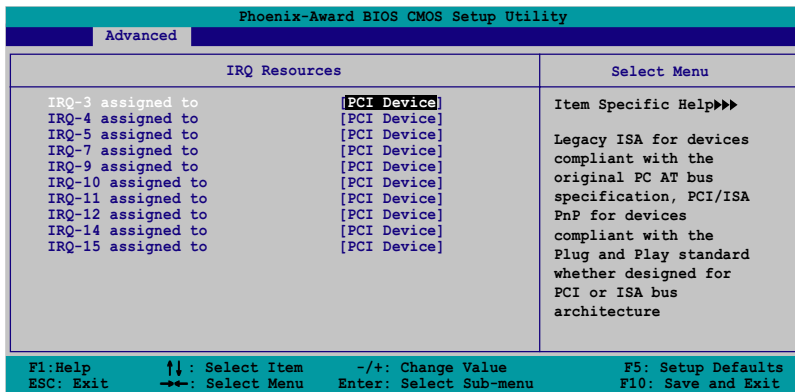 Phoenix-Award BIOS CMOS Setup Utility
Advanced
IRQ Resources
IRQ-3 assigned to [PCI Device]
IRQ-4 assigned to [PCI Device]
IRQ-5 assigned to [PCI Device]
IRQ-7 assigned to [PCI Device]
IRQ-9 assigned to [PCI Device]
IRQ-10 assigned to [PCI Device]
IRQ-11 assigned to [PCI Device]
IRQ-12 assigned to [PCI Device]
IRQ-14 assigned to [PCI Device]
IRQ-15 assigned to [PCI Device]
Select Menu
Item Specific Help▶▶▶
Legacy ISA for devices
compliant with the
original PC AT bus
specification, PCI/ISA
PnP for devices
compliant with the
Plug and Play standard
whether designed for
PCI or ISA bus
architecture
F1:Help ↑↓ : Select Item -/+: Change Value F5: Setup Defaults
ESC: Exit →←: Select Menu Enter: Select Sub-menu F10: Save and Exit